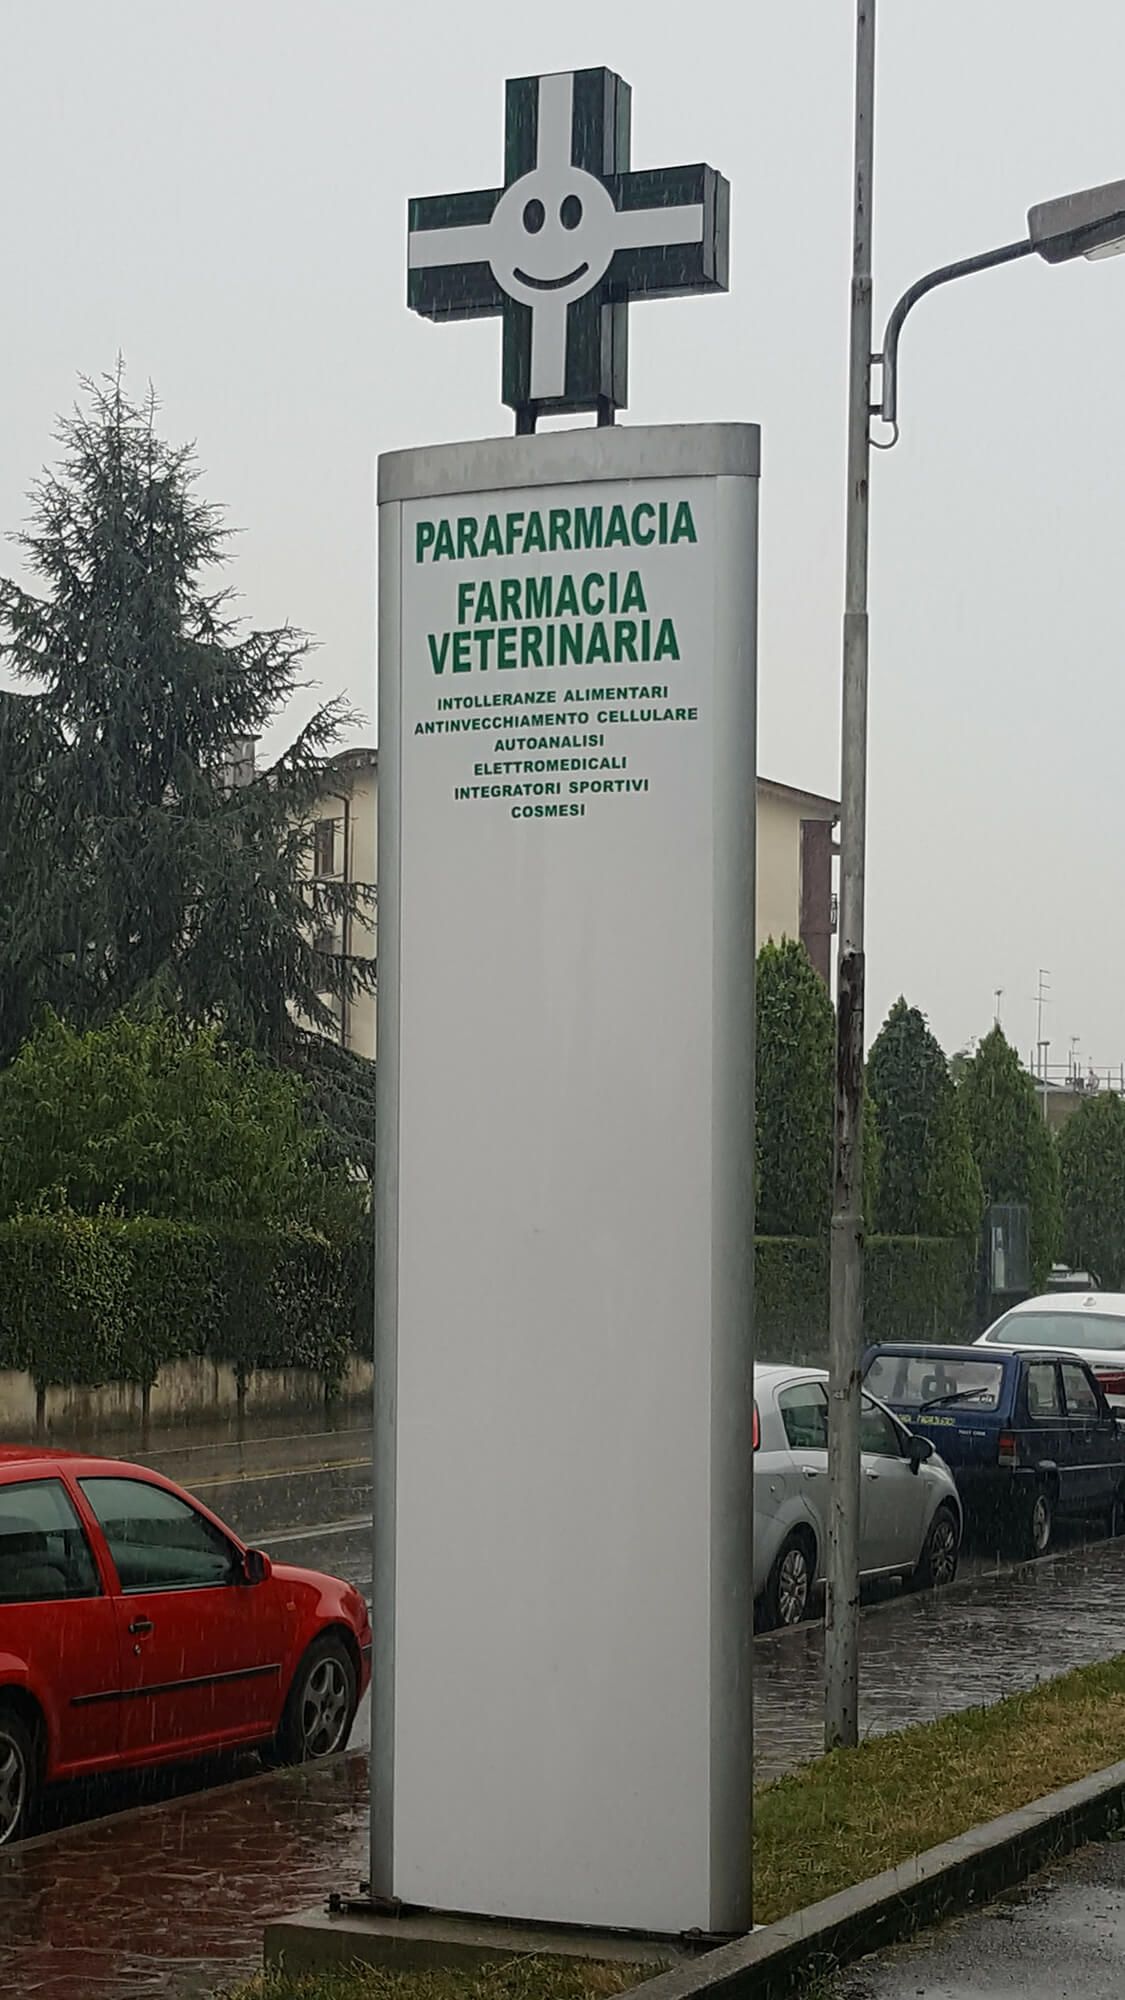 PARAFARMACIA
FARMACIA
VETERINARIA
INTOLLERANZE ALIMENTARI
ANTINVECCHIAMENTO CELLULARE
AUTOANALISI
ELETTROMEDICALI
INTEGRATORI SPORTIVI
COSMESI